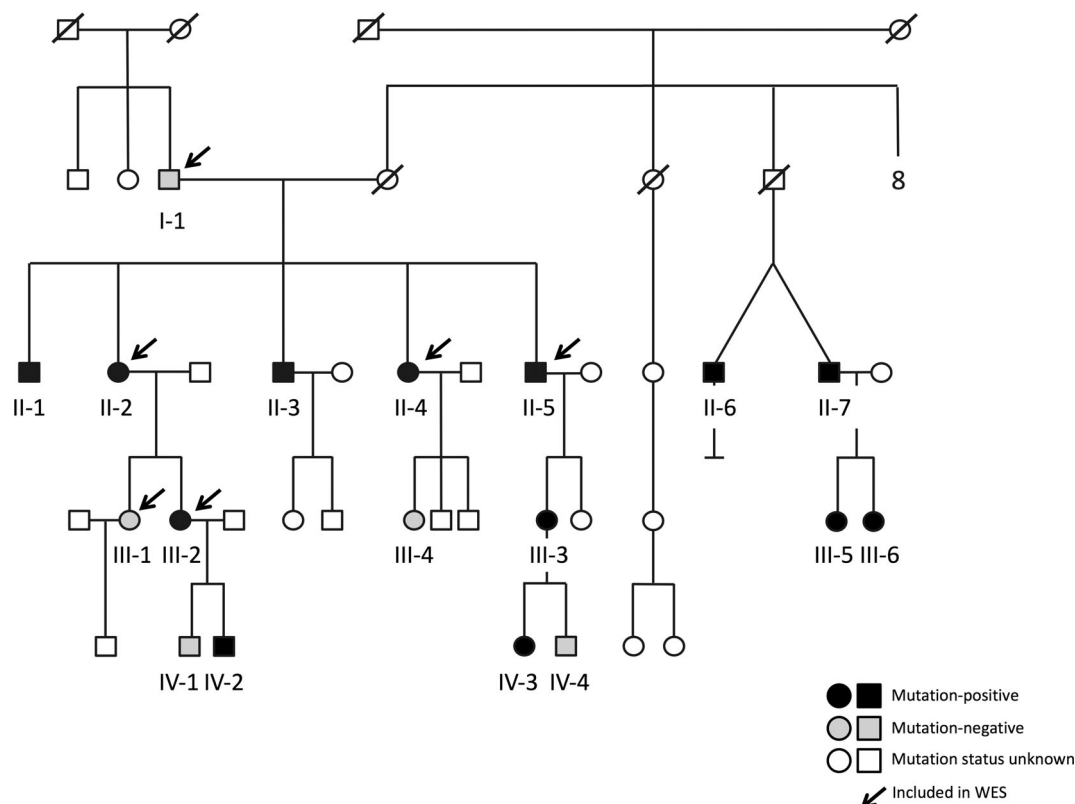 8
I-1
II-1 II-2 II-3 II-4 II-5 II-6 II-7
III-1 III-2 III-4 III-3 III-5 III-6
IV-1 IV-2 IV-3 IV-4
Mutation-positive
Mutation-negative
Mutation status unknown
Included in WES